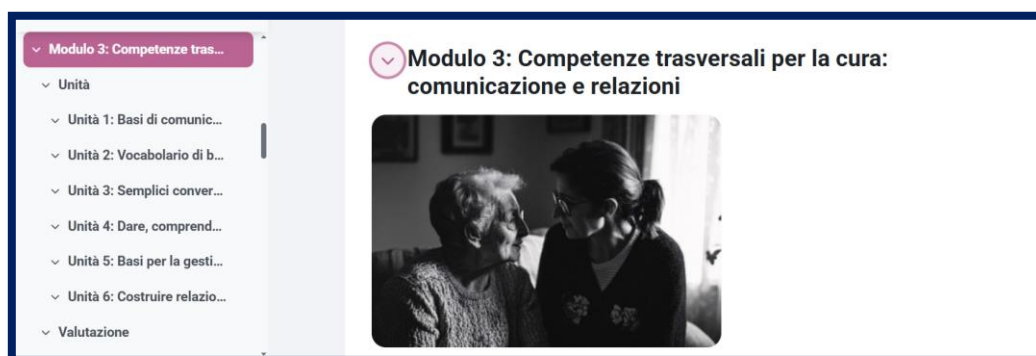 Modulo 3: Competenze tras...
Unità
Unità 1: Basi di comunic...
Unità 2: Vocabolario di b...
Unità 3: Semplici conver...
Unità 4: Dare, comprend...
Unità 5: Basi per la gesti...
Unità 6: Costruire relazio...
Valutazione
Modulo 3: Competenze trasversali per la cura:
comunicazione e relazioni